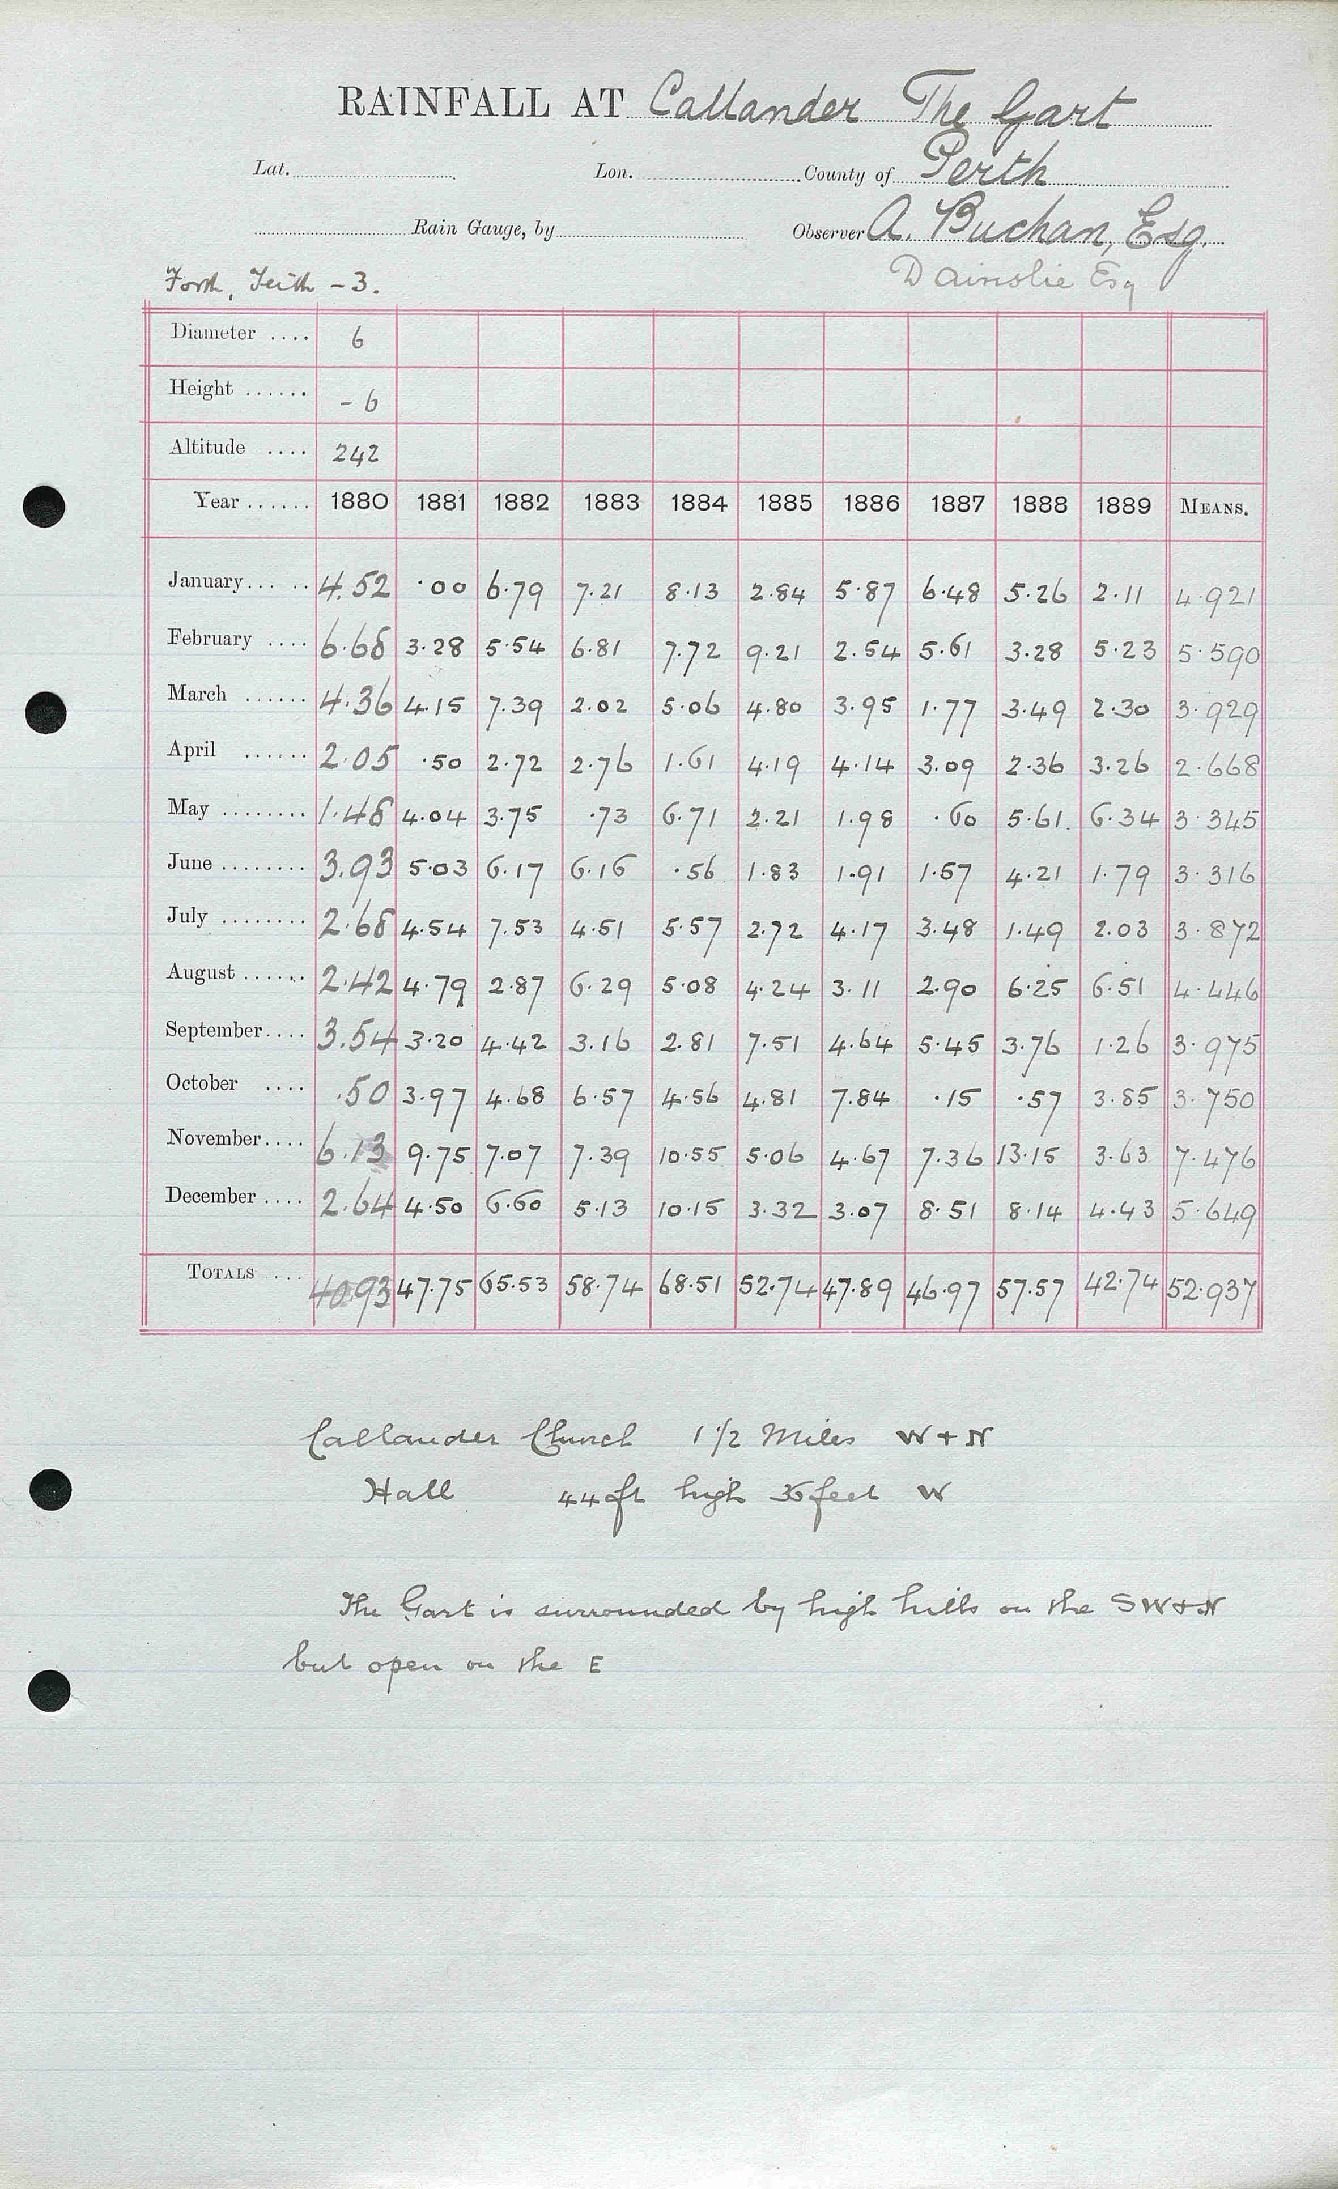 RAINFALL AT Callander The Gart
Lat. Lon. County of Perth
Rain Gauge, by Observer A. Buchan, Esq.
D Ainslie Esq
Forth, Teith - 3.
Diameter .... 6
Height ...... - 6
Altitude .... 242
Year ...... 1880 1881 1882 1883 1884 1885 1886 1887 1888 1889 MEANS.
January..... 4.52 .00 6.79 7.21 8.13 2.84 5.87 6.48 5.26 2.11 4.921
February .... 6.68 3.28 5.54 6.81 7.72 9.21 2.54 5.61 3.28 5.23 5.590
March ...... 4.36 4.15 7.39 2.02 5.06 4.80 3.95 1.77 3.49 2.30 3.929
April ...... 2.05 .50 2.72 2.76 1.61 4.19 4.14 3.09 2.36 3.26 2.668
May ........ 1.48 4.04 3.75 .73 6.71 2.21 1.98 .60 5.61 6.34 3.345
June ........ 3.93 5.03 6.17 6.16 .56 1.83 1.91 1.57 4.21 1.79 3.316
July ........ 2.68 4.54 7.53 4.51 5.57 2.72 4.17 3.48 1.49 2.03 3.872
August ...... 2.42 4.79 2.87 6.29 5.08 4.24 3.11 2.90 6.25 6.51 4.446
September.... 3.54 3.20 4.42 3.16 2.81 7.51 4.64 5.45 3.76 1.26 3.975
October .... .50 3.97 4.68 6.57 4.56 4.81 7.84 .15 .57 3.85 3.750
November.... 6.13 9.75 7.07 7.39 10.55 5.06 4.67 7.36 13.15 3.63 7.476
December .... 2.64 4.50 6.60 5.13 10.15 3.32 3.07 8.51 8.14 4.43 5.649
TOTALS ... 40.93 47.75 65.53 58.74 68.51 52.74 47.89 46.97 57.57 42.74 52.937
Callander Church 1 1/2 Miles W + N
Hall 44 ft high 36 feet W
The Gart is surrounded by high hills on the S W + N
but open on the E